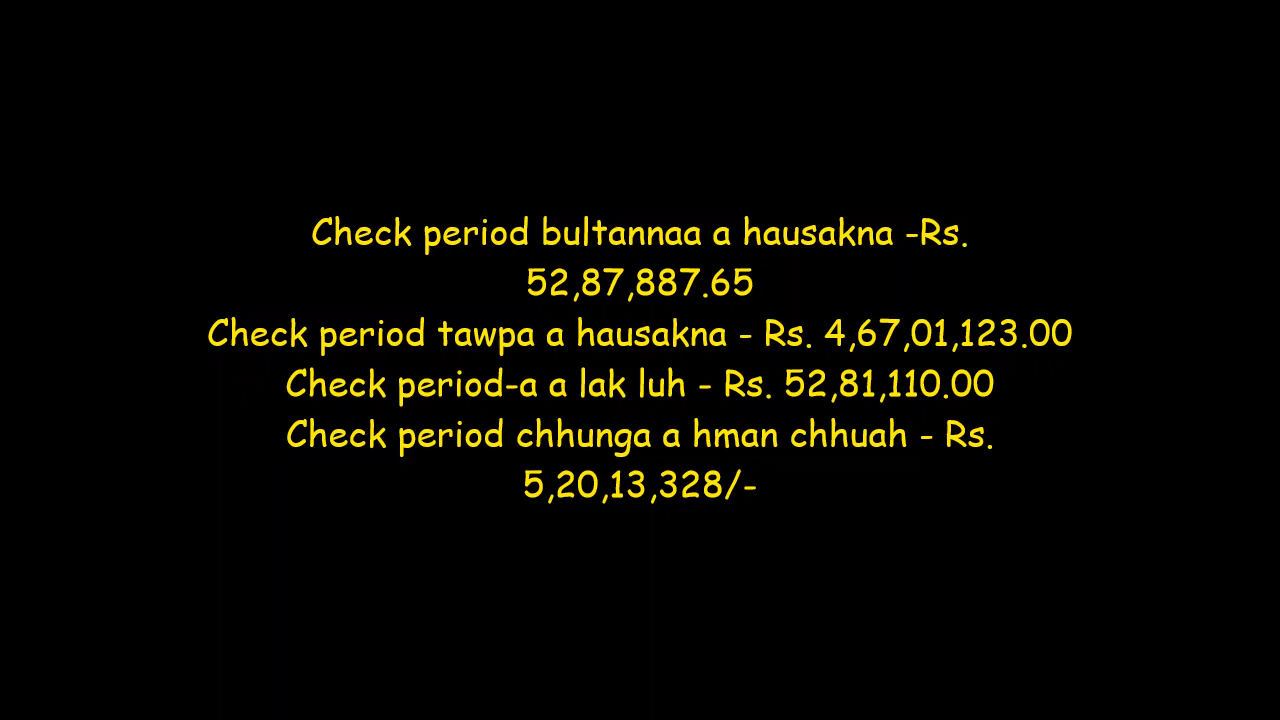 Check period bultannaa a hausakna -Rs.
52,87,887.65
Check period tawpa a hausakna - Rs. 4,67,01,123.00
Check period-a a lak luh - Rs. 52,81,110.00
Check period chhunga a hman chhuah - Rs.
5,20,13,328/-